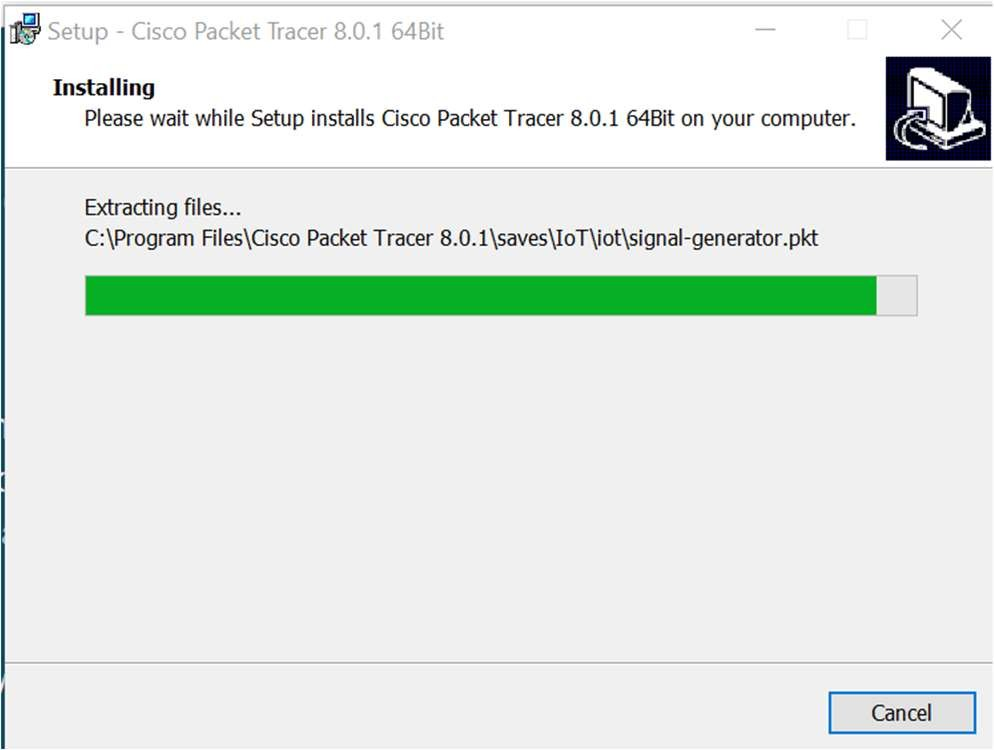 Setup - Cisco Packet Tracer 8.0.1 64Bit
Installing
Please wait while Setup installs Cisco Packet Tracer 8.0.1 64Bit on your computer.
Extracting files...
C:\Program Files\Cisco Packet Tracer 8.0.1\saves\IoT\iot\signal-generator.pkt
Cancel